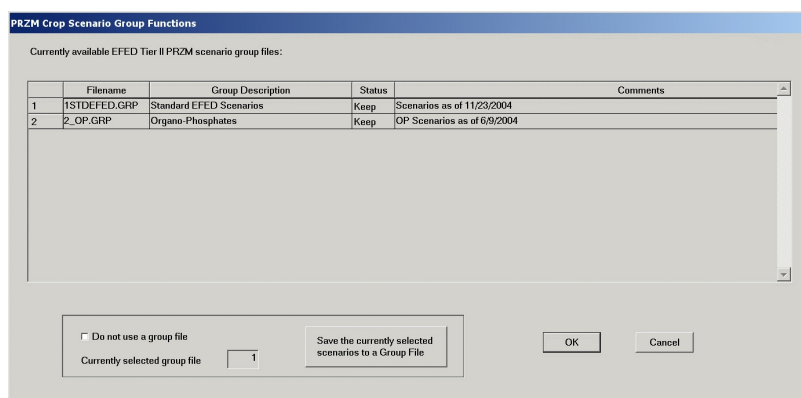 PRZM Crop Scenario Group Functions
Currently available EFED Tier II PRZM scenario group files:
Filename Group Description Status Comments
1 1STDEFED.GRP Standard EFED Scenarios Keep Scenarios as of 11/23/2004
2 2_OP.GRP Organo-Phosphates Keep OP Scenarios as of 6/9/2004
Do not use a group file
Currently selected group file 1
Save the currently selected
scenarios to a Group File
OK
Cancel